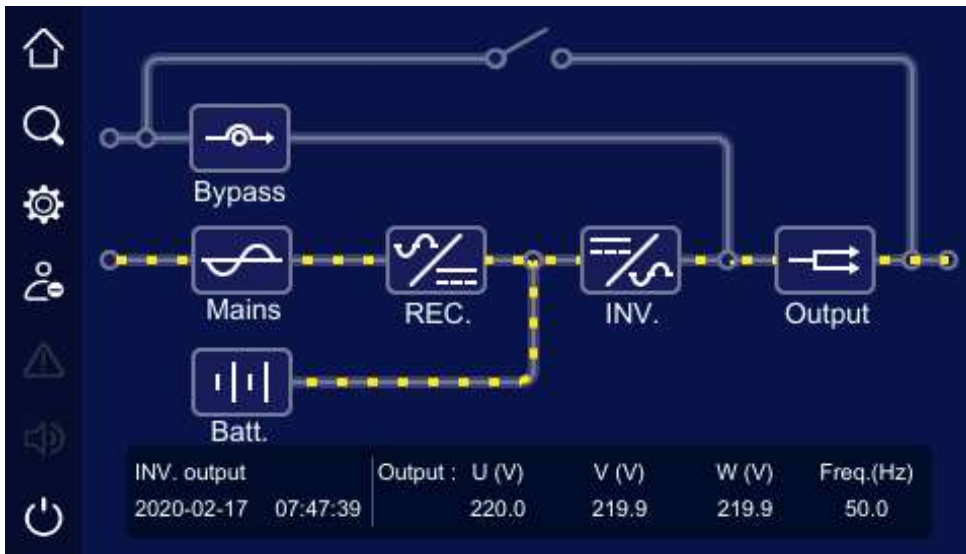 Bypass
Mains
REC.
INV.
Output
Batt.
INV. output
2020-02-17 07:47:39
Output : U (V) V (V) W (V) Freq.(Hz)
220.0 219.9 219.9 50.0